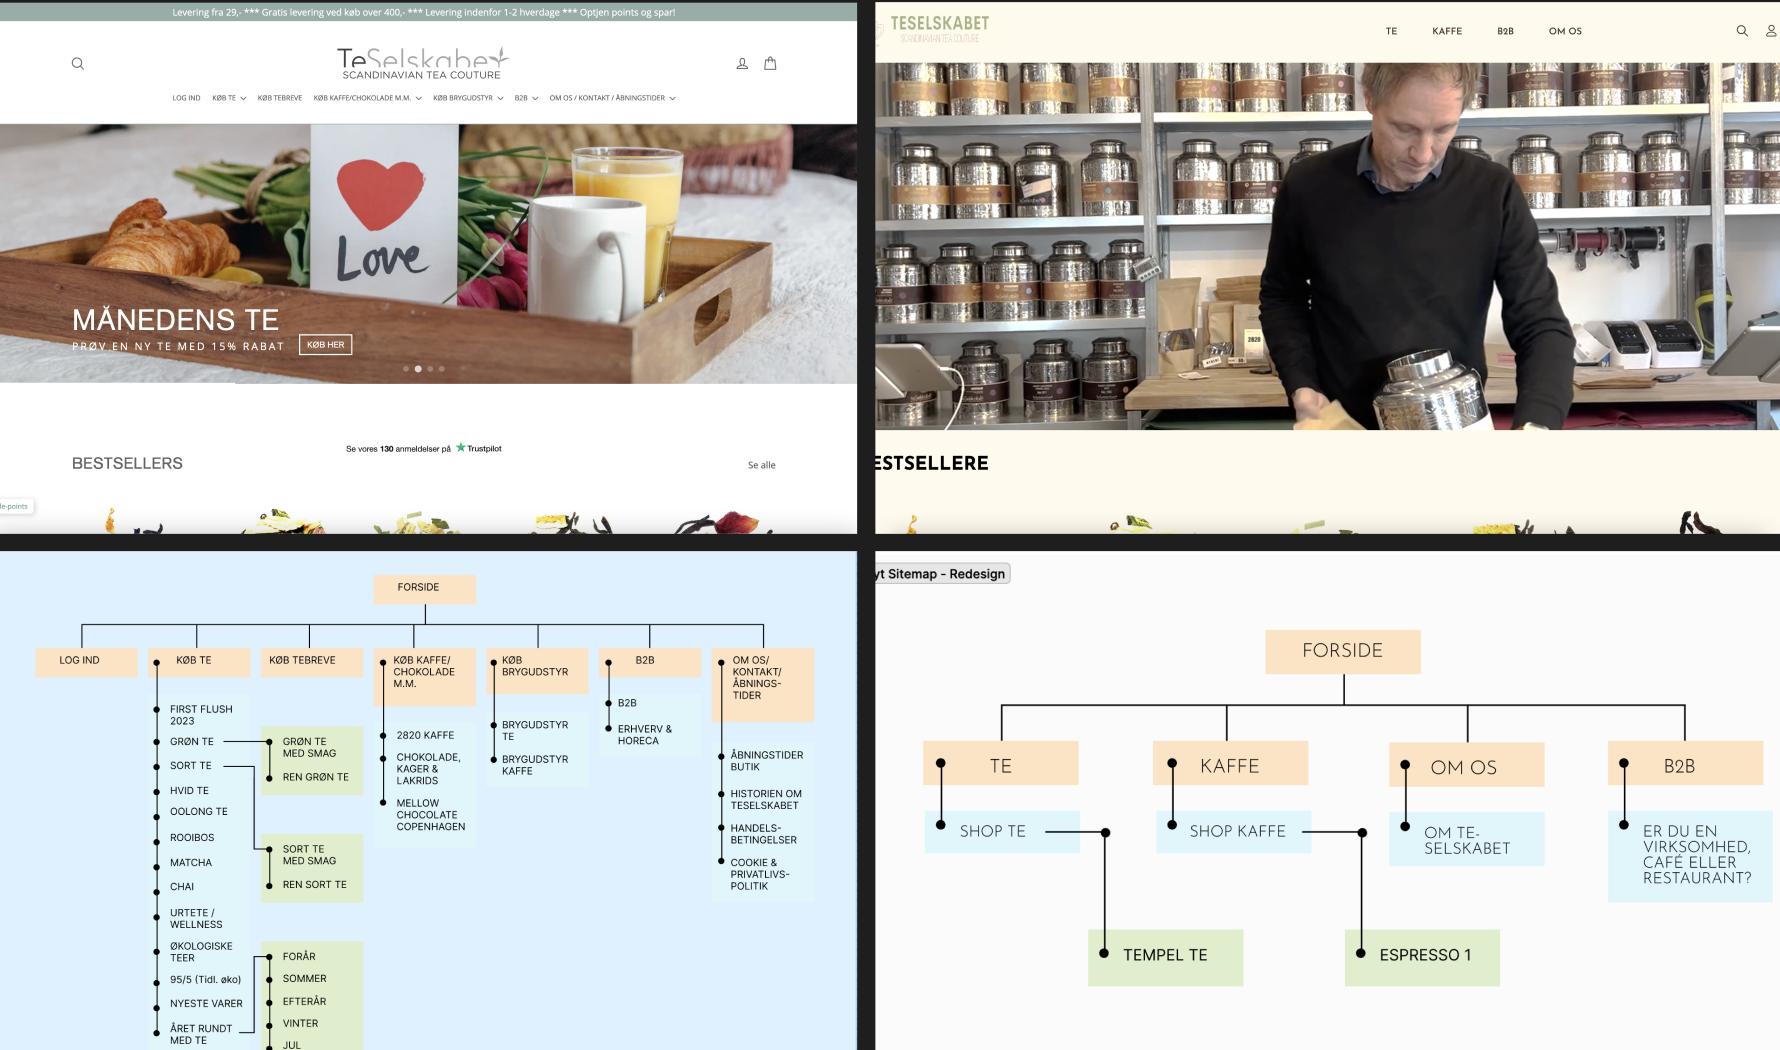 Levering fra 29,- *** Gratis levering ved køb over 400,- *** Levering indenfor 1-2 hverdage *** Optjen points og spar!
TeSelskabet
SCANDINAVIAN TEA COUTURE
LOG IND KØB TE KØB TEBREVE KØB KAFFE/CHOKOLADE M.M. KØB BRYGUDSTYR B2B OM OS / KONTAKT / ÅBNINGSTIDER
Love
MÅNEDENS TE
PRØV EN NY TE MED 15% RABAT
KØB HER
Se vores 130 anmeldelser på Trustpilot
BESTSELLERS
Se alle
le-points
TESELSKABET
SCANDINAVIAN TEA COUTURE
TE KAFFE B2B OM OS
2820
ESTSELLERE
FORSIDE
LOG IND
KØB TE
FIRST FLUSH
2023
GRØN TE
SORT TE
HVID TE
OOLONG TE
ROOIBOS
MATCHA
CHAI
URTETE /
WELLNESS
ØKOLOGISKE
TEER
95/5 (Tidl. øko)
NYESTE VARER
ÅRET RUNDT
MED TE
KØB TEBREVE
GRØN TE
MED SMAG
REN GRØN TE
SORT TE
MED SMAG
REN SORT TE
FORÅR
SOMMER
EFTERÅR
VINTER
JUL
KØB KAFFE/
CHOKOLADE
M.M.
2820 KAFFE
CHOKOLADE,
KAGER &
LAKRIDS
MELLOW
CHOCOLATE
COPENHAGEN
KØB
BRYGUDSTYR
BRYGUDSTYR
TE
BRYGUDSTYR
KAFFE
B2B
B2B
ERHVERV &
HORECA
OM OS/
KONTAKT/
ÅBNINGS-
TIDER
ÅBNINGSTIDER
BUTIK
HISTORIEN OM
TESELSKABET
HANDELS-
BETINGELSER
COOKIE &
PRIVATLIVS-
POLITIK
yt Sitemap - Redesign
FORSIDE
TE
SHOP TE
TEMPEL TE
KAFFE
SHOP KAFFE
ESPRESSO 1
OM OS
OM TE-
SELSKABET
B2B
ER DU EN
VIRKSOMHED,
CAFÉ ELLER
RESTAURANT?